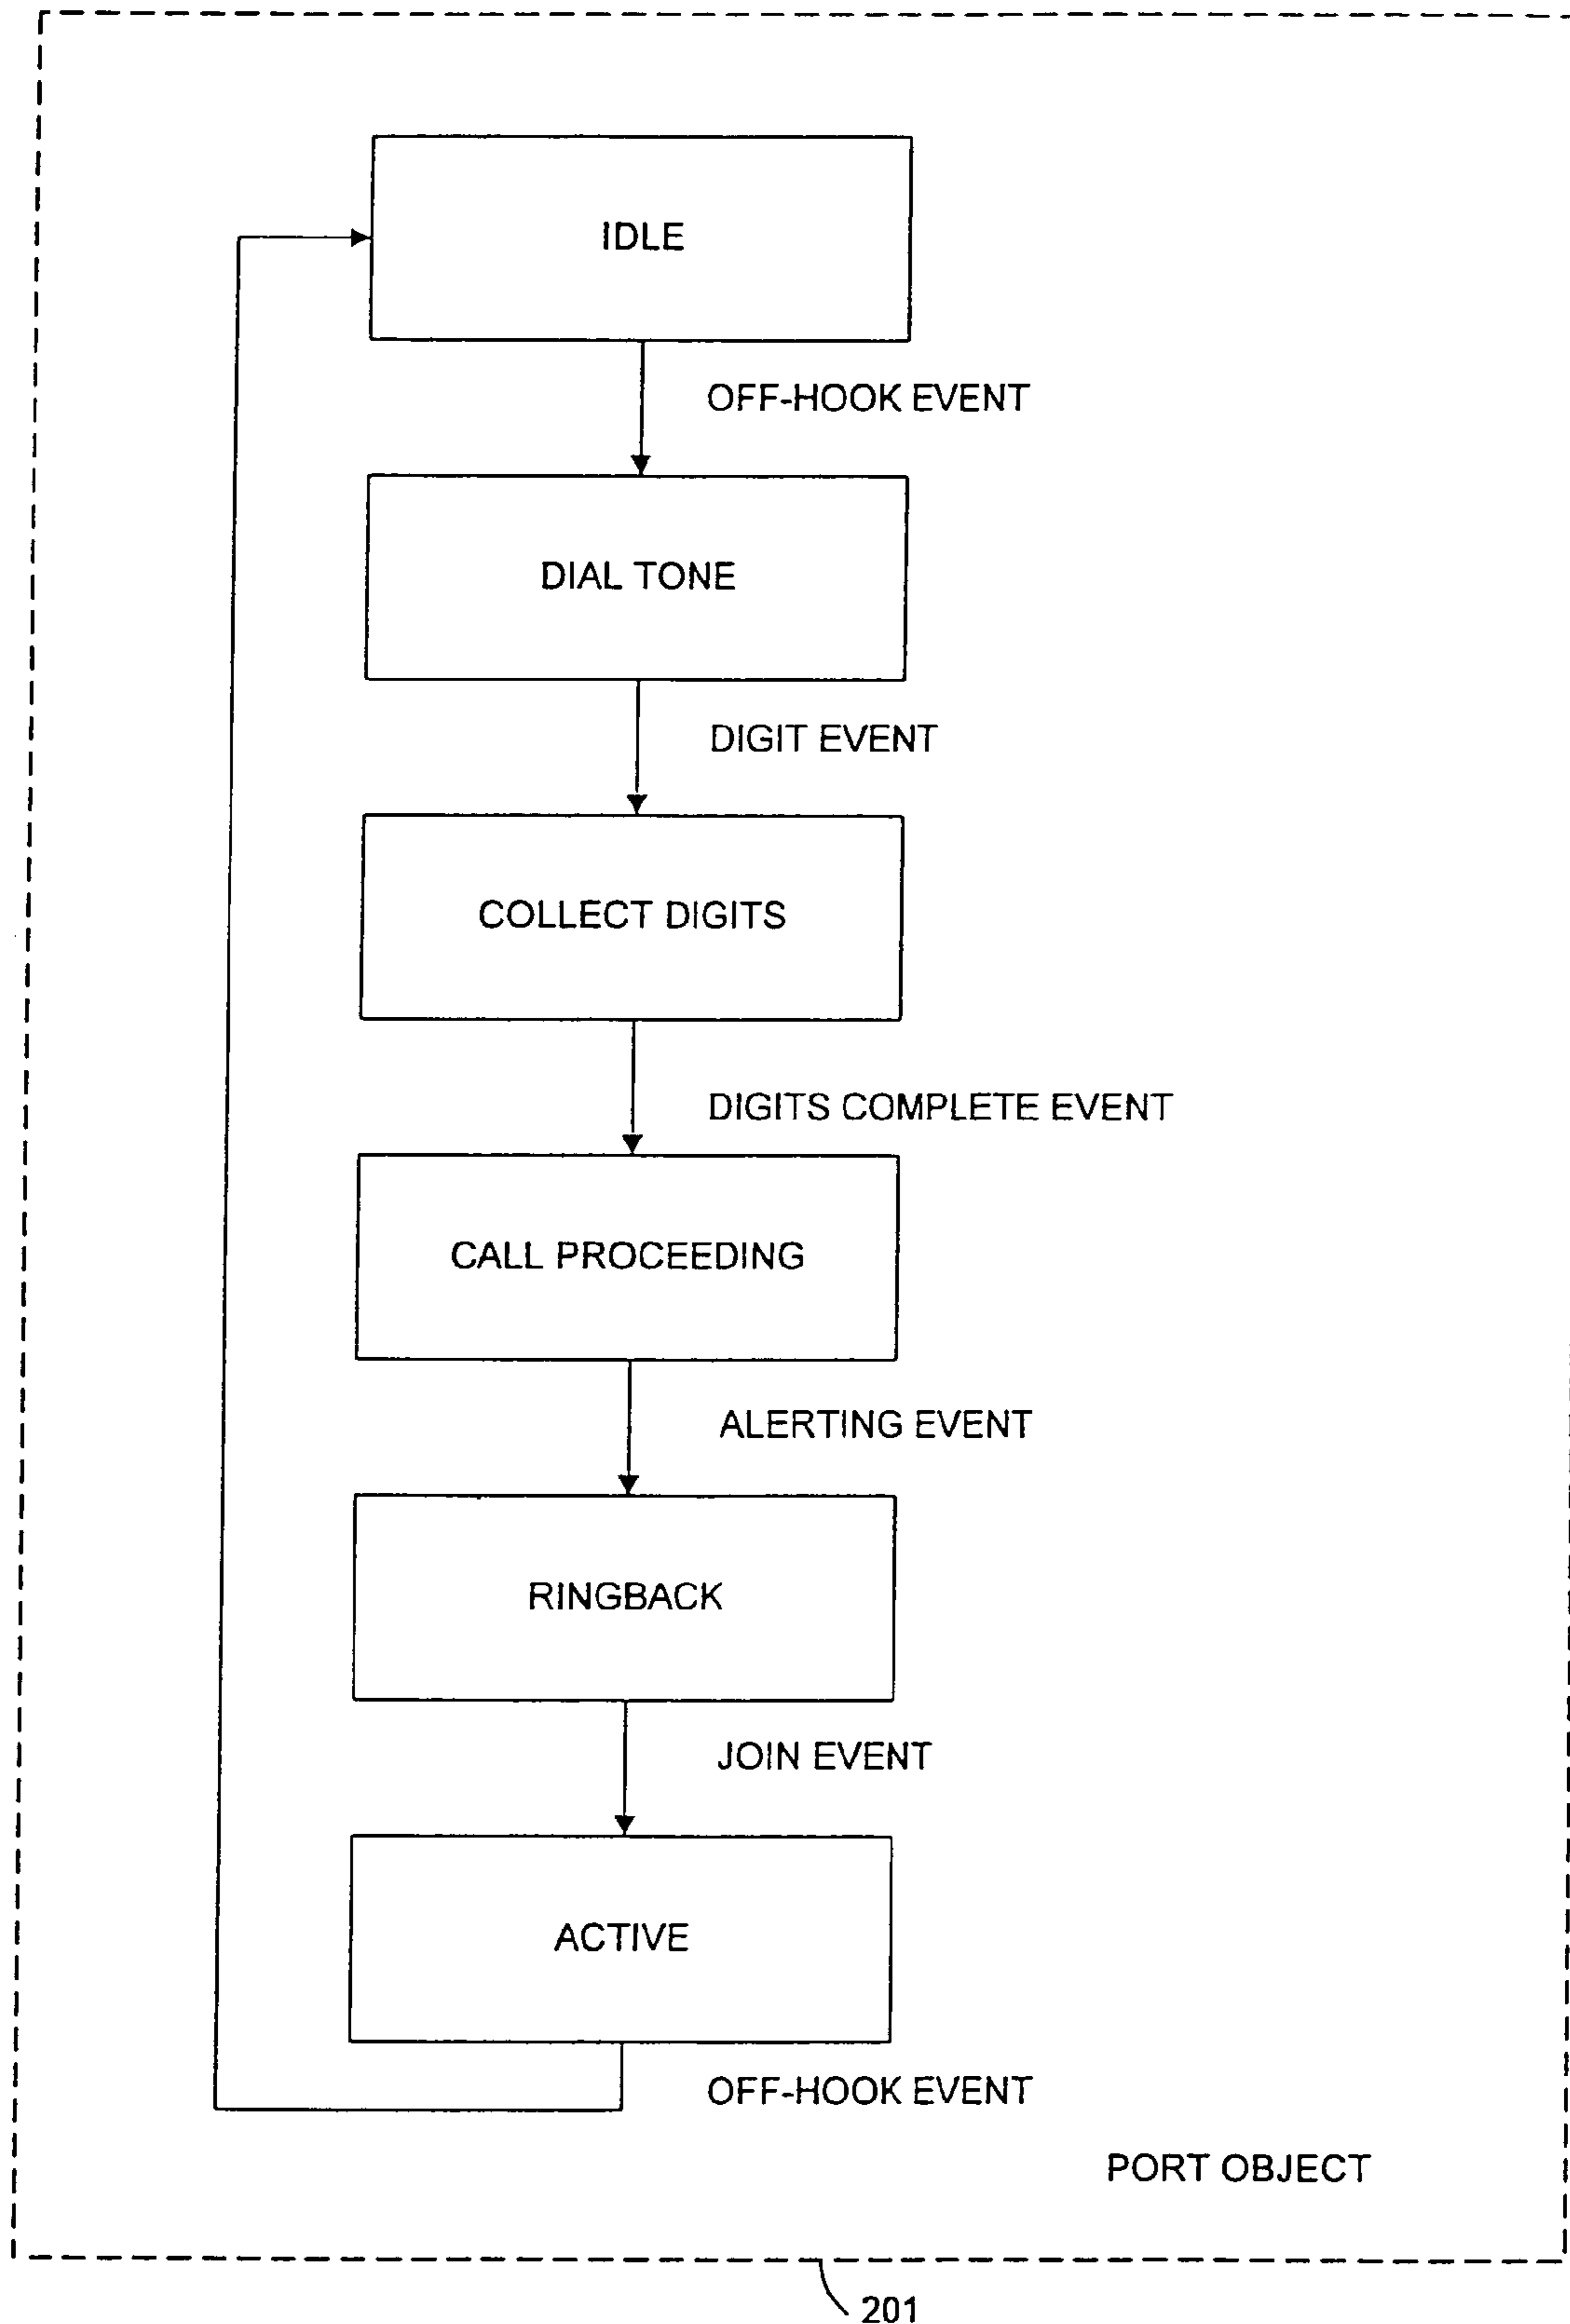 IDLE
OFF-HOOK EVENT
DIAL TONE
DIGIT EVENT
COLLECT DIGITS
DIGITS COMPLETE EVENT
CALL PROCEEDING
ALERTING EVENT
RINGBACK
JOIN EVENT
ACTIVE
OFF-HOOK EVENT
PORT OBJECT
201